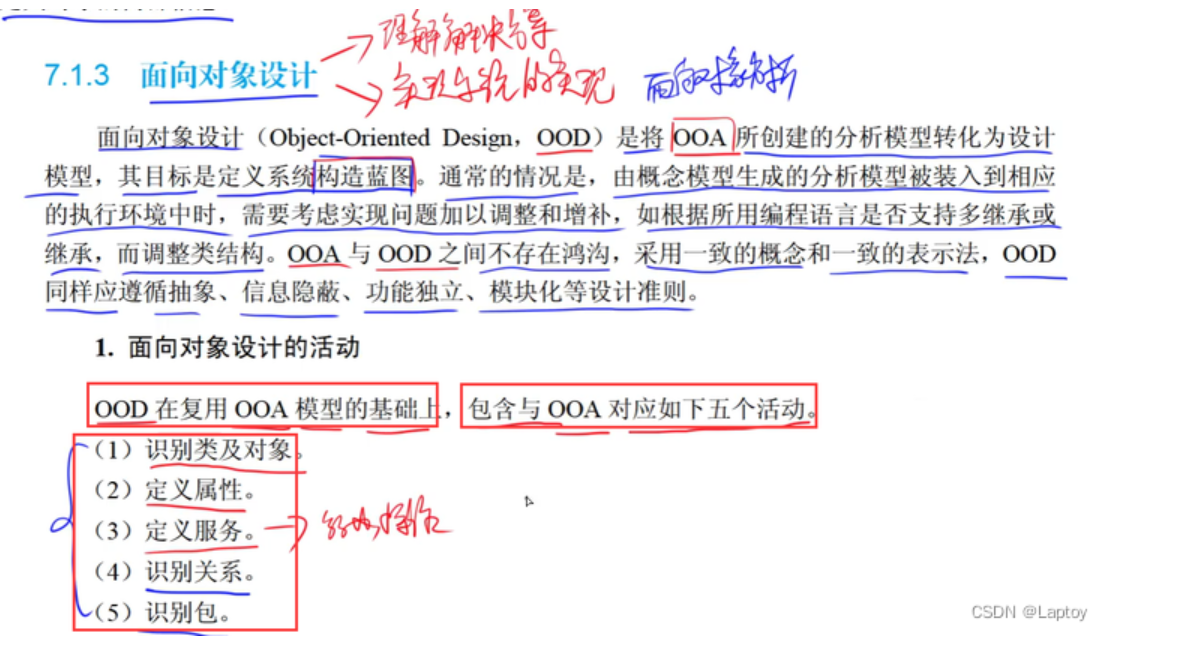 理解解决方案
7.1.3 面向对象设计
实现系统的实现
面向对象分析
面向对象设计（Object-Oriented Design，OOD）是将 OOA 所创建的分析模型转化为设计
模型，其目标是定义系统构造蓝图。通常的情况是，由概念模型生成的分析模型被装入到相应
的执行环境中时，需要考虑实现问题加以调整和增补，如根据所用编程语言是否支持多继承或
继承，而调整类结构。OOA 与 OOD 之间不存在鸿沟，采用一致的概念和一致的表示法，OOD
同样应遵循抽象、信息隐蔽、功能独立、模块化等设计准则。
1. 面向对象设计的活动
OOD 在复用 OOA 模型的基础上，包含与 OOA 对应如下五个活动。
（1）识别类及对象。
（2）定义属性。
（3）定义服务。
（4）识别关系。
（5）识别包。
CSDN @Laptoy